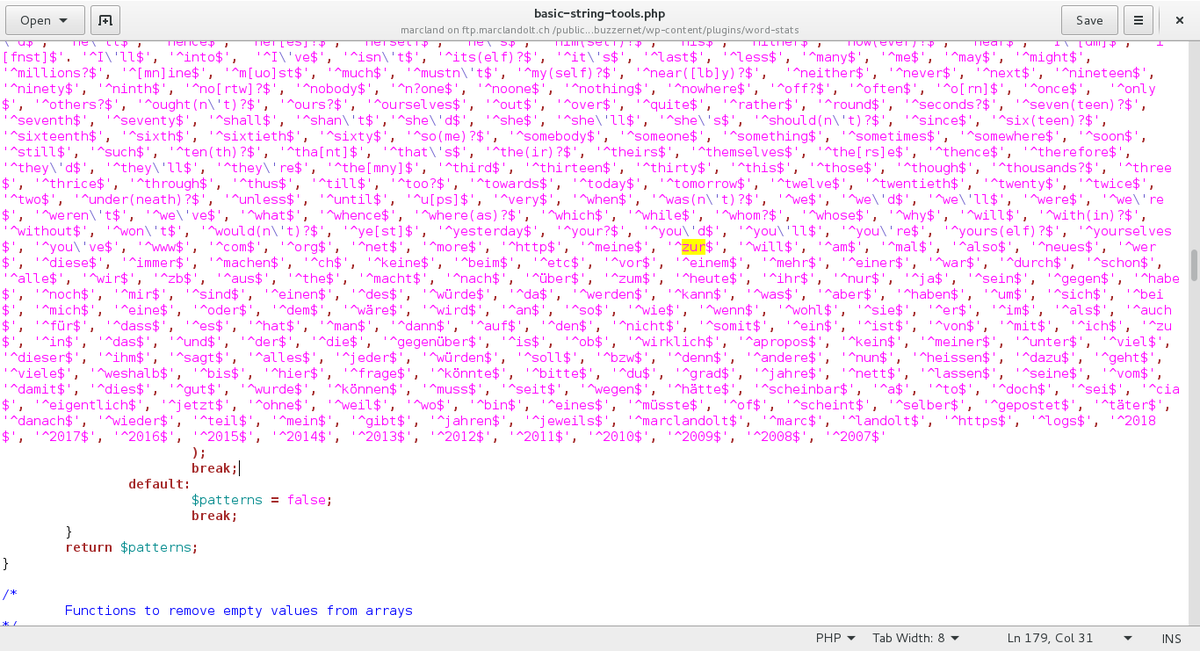 Open
basic-string-tools.php
marcland on ftp.marclandolt.ch /public...buzzernet/wp-content/plugins/word-stats
Save
[fnst]$', '^I\'ll$', '^into$', '^I\'ve$', '^isn\'t$', '^its(elf)?$', '^it\'s$', '^last$', '^less$', '^many$', '^me$', '^may$', '^might$',
'^millions?$', '^[mn]ine$', '^m[uo]st$', '^much$', '^mustn\'t$', '^my(self)?$', '^near([lb]y)?$', '^neither$', '^never$', '^next$', '^nineteen$',
'^ninety$', '^ninth$', '^no[rtw]?$', '^nobody$', '^n?one$', '^noone$', '^nothing$', '^nowhere$', '^off?$', '^often$', '^o[rn]$', '^once$', '^only
$', '^others?$', '^ought(n\'t)?$', '^ours?$', '^ourselves$', '^out$', '^over$', '^quite$', '^rather$', '^round$', '^seconds?$', '^seven(teen)?$',
'^seventh$', '^seventy$', '^shall$', '^shan\'t$','^she\'d$', '^she$', '^she\'ll$', '^she\'s$', '^should(n\'t)?$', '^since$', '^six(teen)?$',
'^sixteenth$', '^sixth$', '^sixtieth$', '^sixty$', '^so(me)?$', '^somebody$', '^someone$', '^something$', '^sometimes$', '^somewhere$', '^soon$',
'^still$', '^such$', '^ten(th)?$', '^tha[nt]$', '^that\'s$', '^the(ir)?$', '^theirs$', '^themselves$', '^the[rs]e$', '^thence$', '^therefore$',
'^they\'d$', '^they\'ll$', '^they\'re$', '^the[mny]$', '^third$', '^thirteen$', '^thirty$', '^this$', '^those$', '^though$', '^thousands?$', '^three
$', '^thrice$', '^through$', '^thus$', '^till$', '^too?$', '^towards$', '^today$', '^tomorrow$', '^twelve$', '^twentieth$', '^twenty$', '^twice$',
'^two$', '^under(neath)?$', '^unless$', '^until$', '^u[ps]$', '^very$', '^when$', '^was(n\'t)?$', '^we$', '^we\'d$', '^we\'ll$', '^were$', '^we\'re
$', '^weren\'t$', '^we\'ve$', '^what$', '^whence$', '^where(as)?$', '^which$', '^while$', '^whom?$', '^whose$', '^why$', '^will$', '^with(in)?$',
'^without$', '^won\'t$', '^would(n\'t)?$', '^ye[st]$', '^yesterday$', '^your?$', '^you\'d$', '^you\'ll$', '^you\'re$', '^yours(elf)?$', '^yourselves
$', '^you\'ve$', '^www$', '^com$', '^org$', '^net$', '^more$', '^http$', '^meine$', '^zur$', '^will$', '^am$', '^mal$', '^also$', '^neues$', '^wer
$', '^diese$', '^immer$', '^machen$', '^ch$', '^keine$', '^beim$', '^etc$', '^vor$', '^einem$', '^mehr$', '^einer$', '^war$', '^durch$', '^schon$',
'^alle$', '^wir$', '^zb$', '^aus$', '^the$', '^macht$', '^nach$', '^über$', '^zum$', '^heute$', '^ihr$', '^nur$', '^ja$', '^sein$', '^gegen$', '^habe
$', '^noch$', '^mir$', '^sind$', '^einen$', '^des$', '^würde$', '^da$', '^werden$', '^kann$', '^was$', '^aber$', '^haben$', '^um$', '^sich$', '^bei
$', '^mich$', '^eine$', '^oder$', '^dem$', '^wäre$', '^wird$', '^an$', '^so$', '^wie$', '^wenn$', '^wohl$', '^sie$', '^er$', '^im$', '^als$', '^auch
$', '^für$', '^dass$', '^es$', '^hat$', '^man$', '^dann$', '^auf$', '^den$', '^nicht$', '^somit$', '^ein$', '^ist$', '^von$', '^mit$', '^ich$', '^zu
$', '^in$', '^das$', '^und$', '^der$', '^die$', '^gegenüber$', '^is$', '^ob$', '^wirklich$', '^apropos$', '^kein$', '^meiner$', '^unter$', '^viel$',
'^dieser$', '^ihm$', '^sagt$', '^alles$', '^jeder$', '^würden$', '^soll$', '^bzw$', '^denn$', '^andere$', '^nun$', '^heissen$', '^dazu$', '^geht$',
'^viele$', '^weshalb$', '^bis$', '^hier$', '^frage$', '^könnte$', '^bitte$', '^du$', '^grad$', '^jahre$', '^nett$', '^lassen$', '^seine$', '^vom$',
'^damit$', '^dies$', '^gut$', '^wurde$', '^können$', '^muss$', '^seit$', '^wegen$', '^hätte$', '^scheinbar$', '^a$', '^to$', '^doch$', '^sei$', '^cia
$', '^eigentlich$', '^jetzt$', '^ohne$', '^weil$', '^wo$', '^bin$', '^eines$', '^müsste$', '^of$', '^scheint$', '^selber$', '^gepostet$', '^täter$',
'^danach$', '^wieder$', '^teil$', '^mein$', '^gibt$', '^jahren$', '^jeweils$', '^marclandolt$', '^marc$', '^landolt$', '^https$', '^logs$', '^2018
$', '^2017$', '^2016$', '^2015$', '^2014$', '^2013$', '^2012$', '^2011$', '^2010$', '^2009$', '^2008$', '^2007$'
);
break;
default:
$patterns = false;
break;
}
return $patterns;
}
/*
Functions to remove empty values from arrays
*/
PHP
Tab Width: 8
Ln 179, Col 31
INS